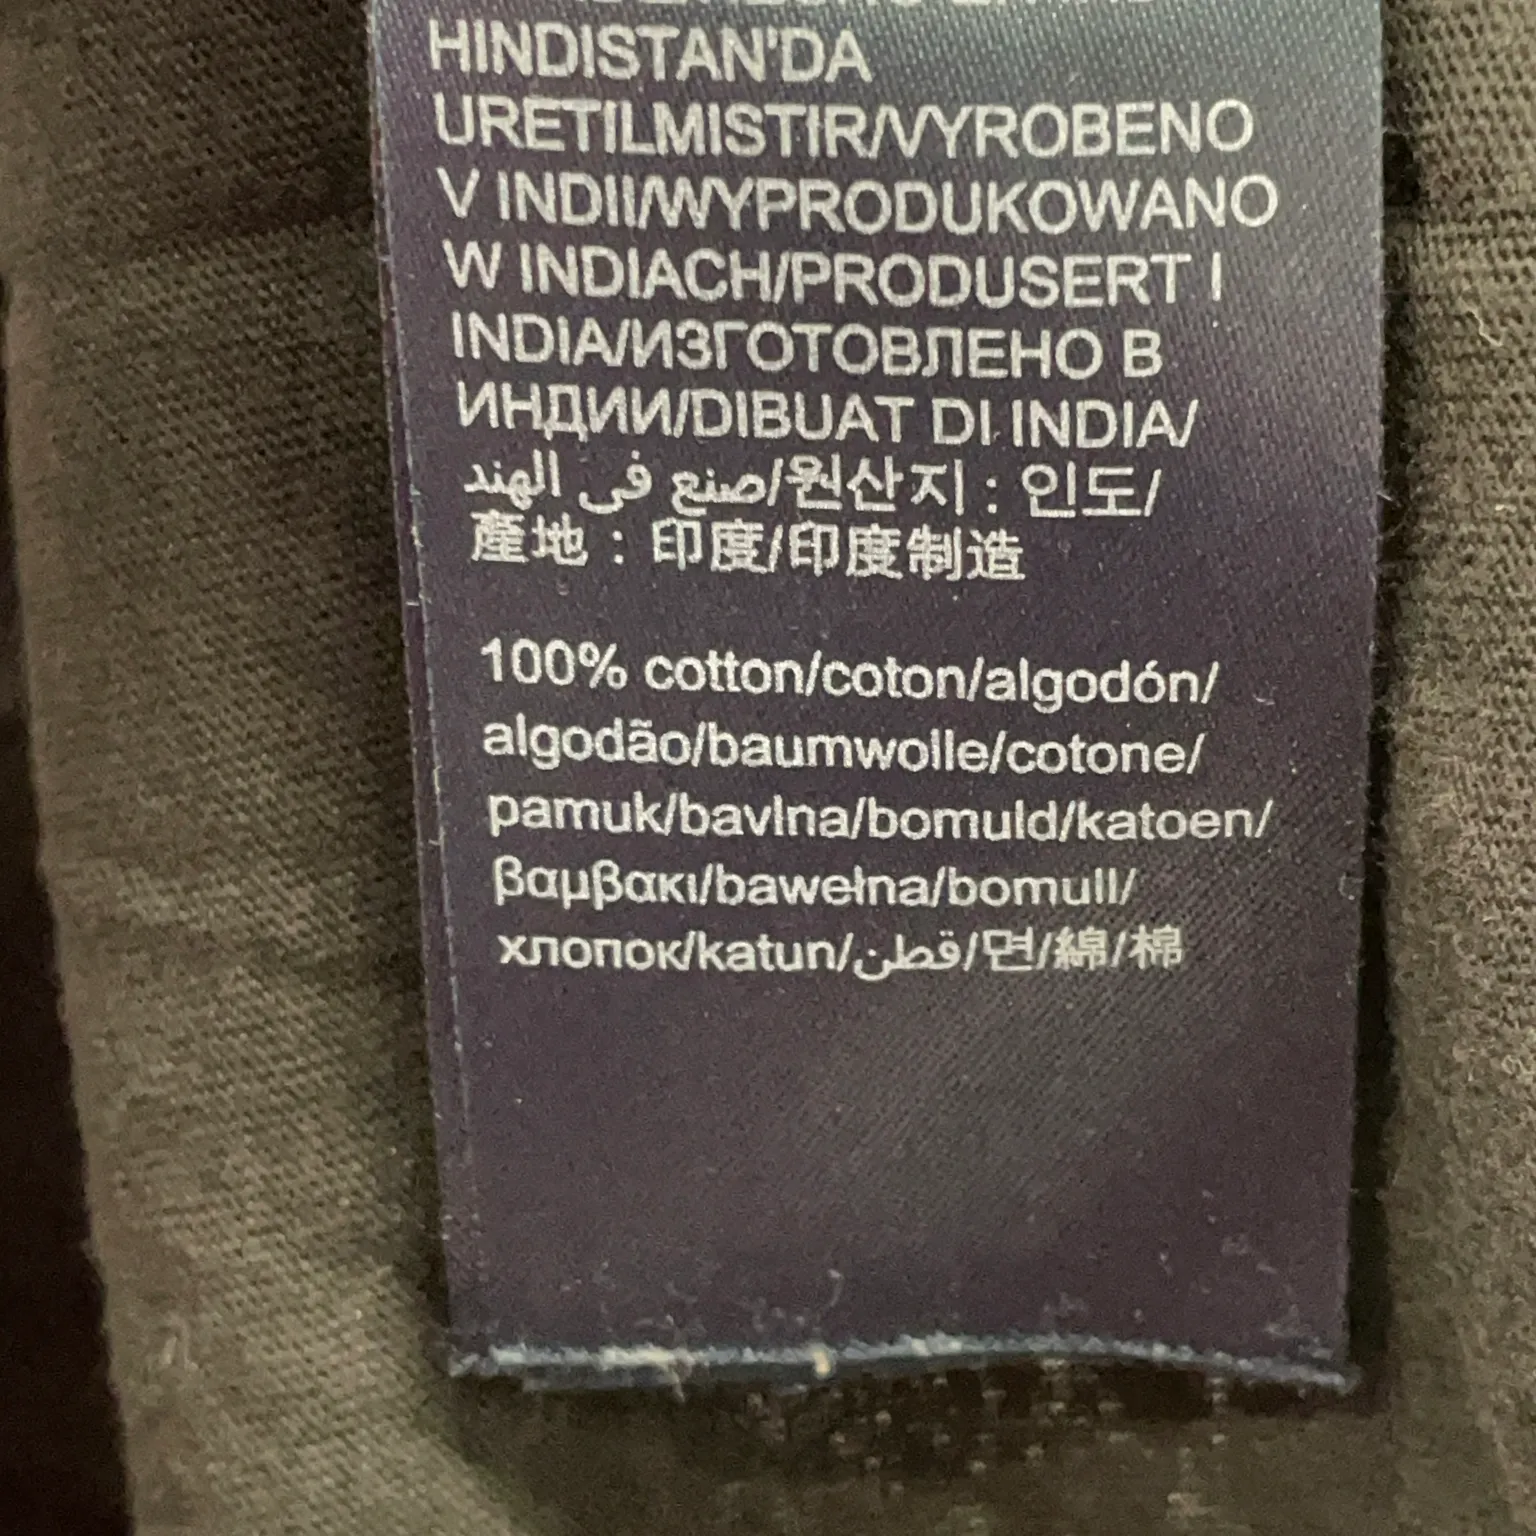 HINDISTAN'DA
URETILMISTIR/VYROBENO
V INDII/WYPRODUKOWANO
W INDIACH/PRODUSERT I
INDIA/ИЗГОТОВЛЕНО В
ИНДИИ/DIBUAT DI INDIA/
صنع في الهند/원산지 : 인도/
產地 : 印度/印度制造
100% cotton/coton/algodón/
algodão/baumwolle/cotone/
pamuk/bavlna/bomuld/katoen/
βαμβακι/bawełna/bomull/
хлопок/katun/قطن/면/綿/棉